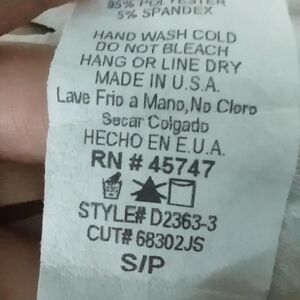 95% POLYESTER
5% SPANDEX
HAND WASH COLD
DO NOT BLEACH
HANG OR LINE DRY
MADE IN U.S.A.
Lave Frio a Mano, No Cloro
Secar Colgado
HECHO EN E.U.A.
RN # 45747
STYLE# D2363-3
CUT# 68302JS
S/P